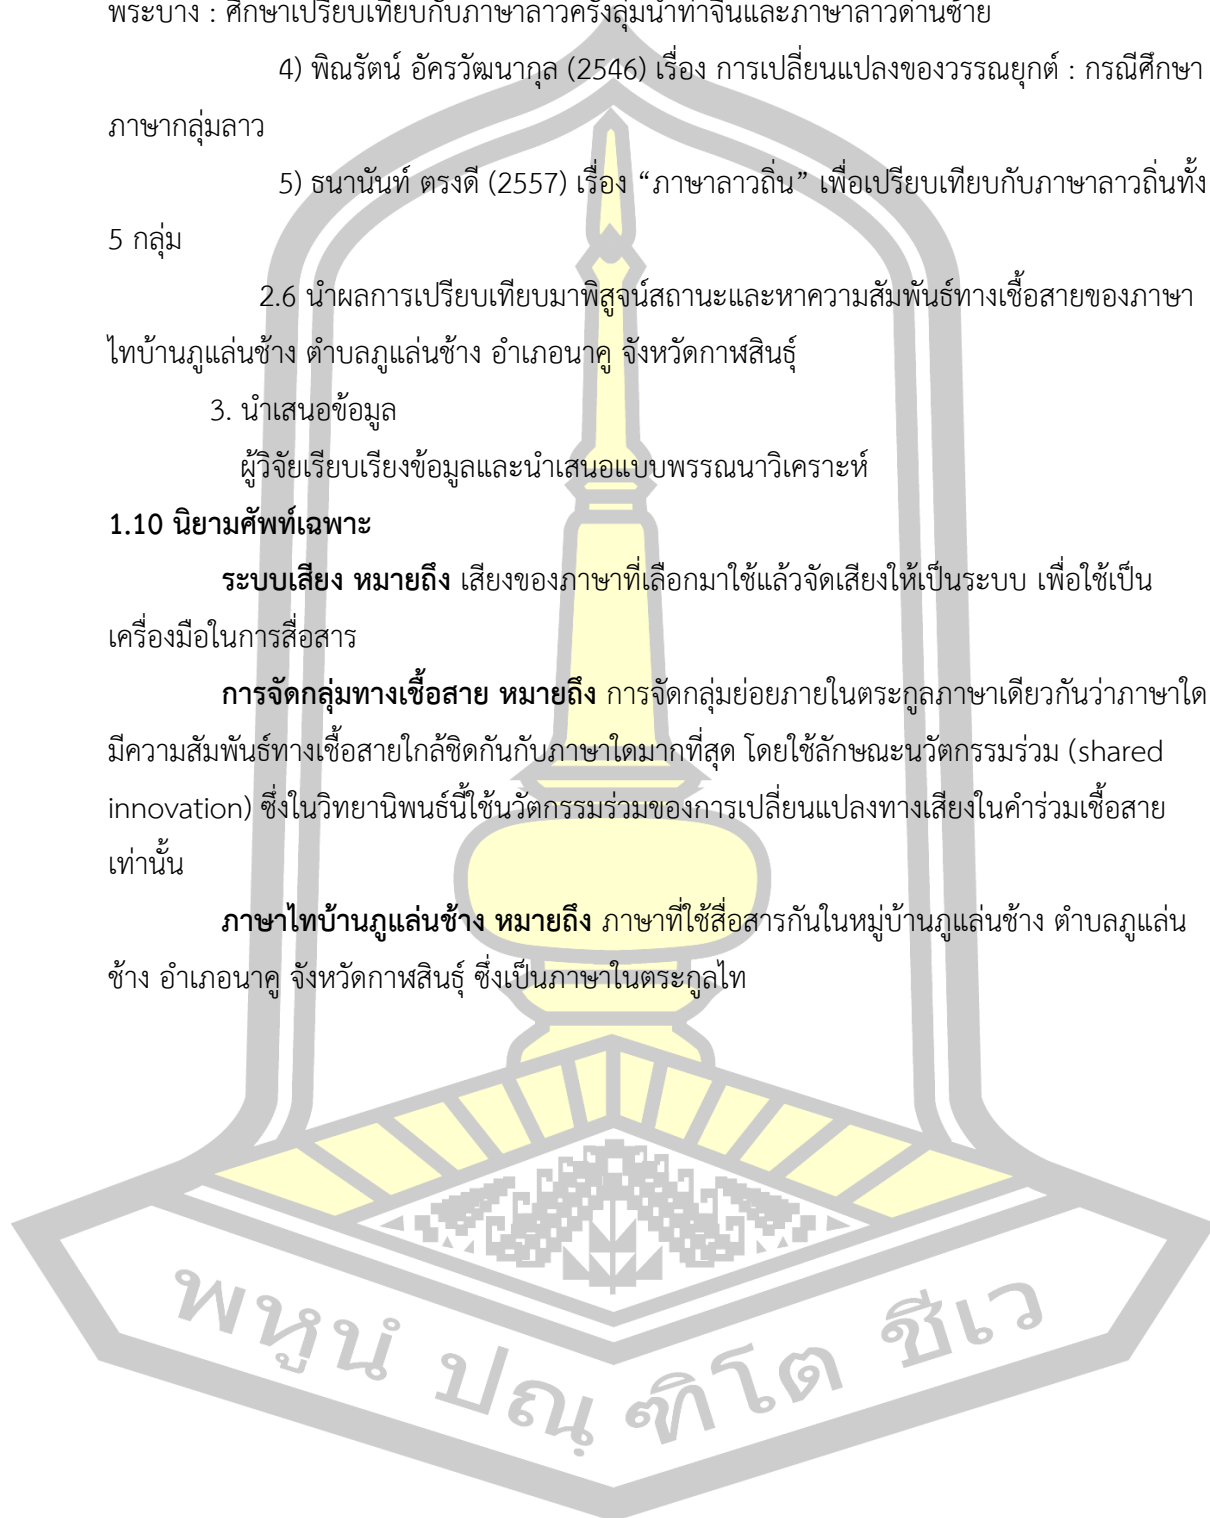 พระบาง : ศึกษาเปรียบเทียบกับภาษาลาวครั่งลุ่มน้ำท่าจีนและภาษาลาวด่านซ้าย
4) พิณรัตน์ อัครวัฒนากุล (2546) เรื่อง การเปลี่ยนแปลงของวรรณยุกต์ : กรณีศึกษา
ภาษากลุ่มลาว
5) ธนานันท์ ตรงดี (2557) เรื่อง “ภาษาลาวถิ่น” เพื่อเปรียบเทียบกับภาษาลาวถิ่นทั้ง
5 กลุ่ม
2.6 นำผลการเปรียบเทียบมาพิสูจน์สถานะและหาความสัมพันธ์ทางเชื้อสายของภาษา
ไทบ้านภูแล่นช้าง ตำบลภูแล่นช้าง อำเภอนาคู จังหวัดกาฬสินธุ์
3. นำเสนอข้อมูล
ผู้วิจัยเรียบเรียงข้อมูลและนำเสนอแบบพรรณนาวิเคราะห์
1.10 นิยามศัพท์เฉพาะ
ระบบเสียง หมายถึง เสียงของภาษาที่เลือกมาใช้แล้วจัดเสียงให้เป็นระบบ เพื่อใช้เป็น
เครื่องมือในการสื่อสาร
การจัดกลุ่มทางเชื้อสาย หมายถึง การจัดกลุ่มย่อยภายในตระกูลภาษาเดียวกันว่าภาษาใด
มีความสัมพันธ์ทางเชื้อสายใกล้ชิดกันกับภาษาใดมากที่สุด โดยใช้ลักษณะนวัตกรรมร่วม (shared
innovation) ซึ่งในวิทยานิพนธ์นี้ใช้นวัตกรรมร่วมของการเปลี่ยนแปลงทางเสียงในคำร่วมเชื้อสาย
เท่านั้น
ภาษาไทบ้านภูแล่นช้าง หมายถึง ภาษาที่ใช้สื่อสารกันในหมู่บ้านภูแล่นช้าง ตำบลภูแล่น
ช้าง อำเภอนาคู จังหวัดกาฬสินธุ์ ซึ่งเป็นภาษาในตระกูลไท
พหูนํ ปณฺฑิโต ชีเว